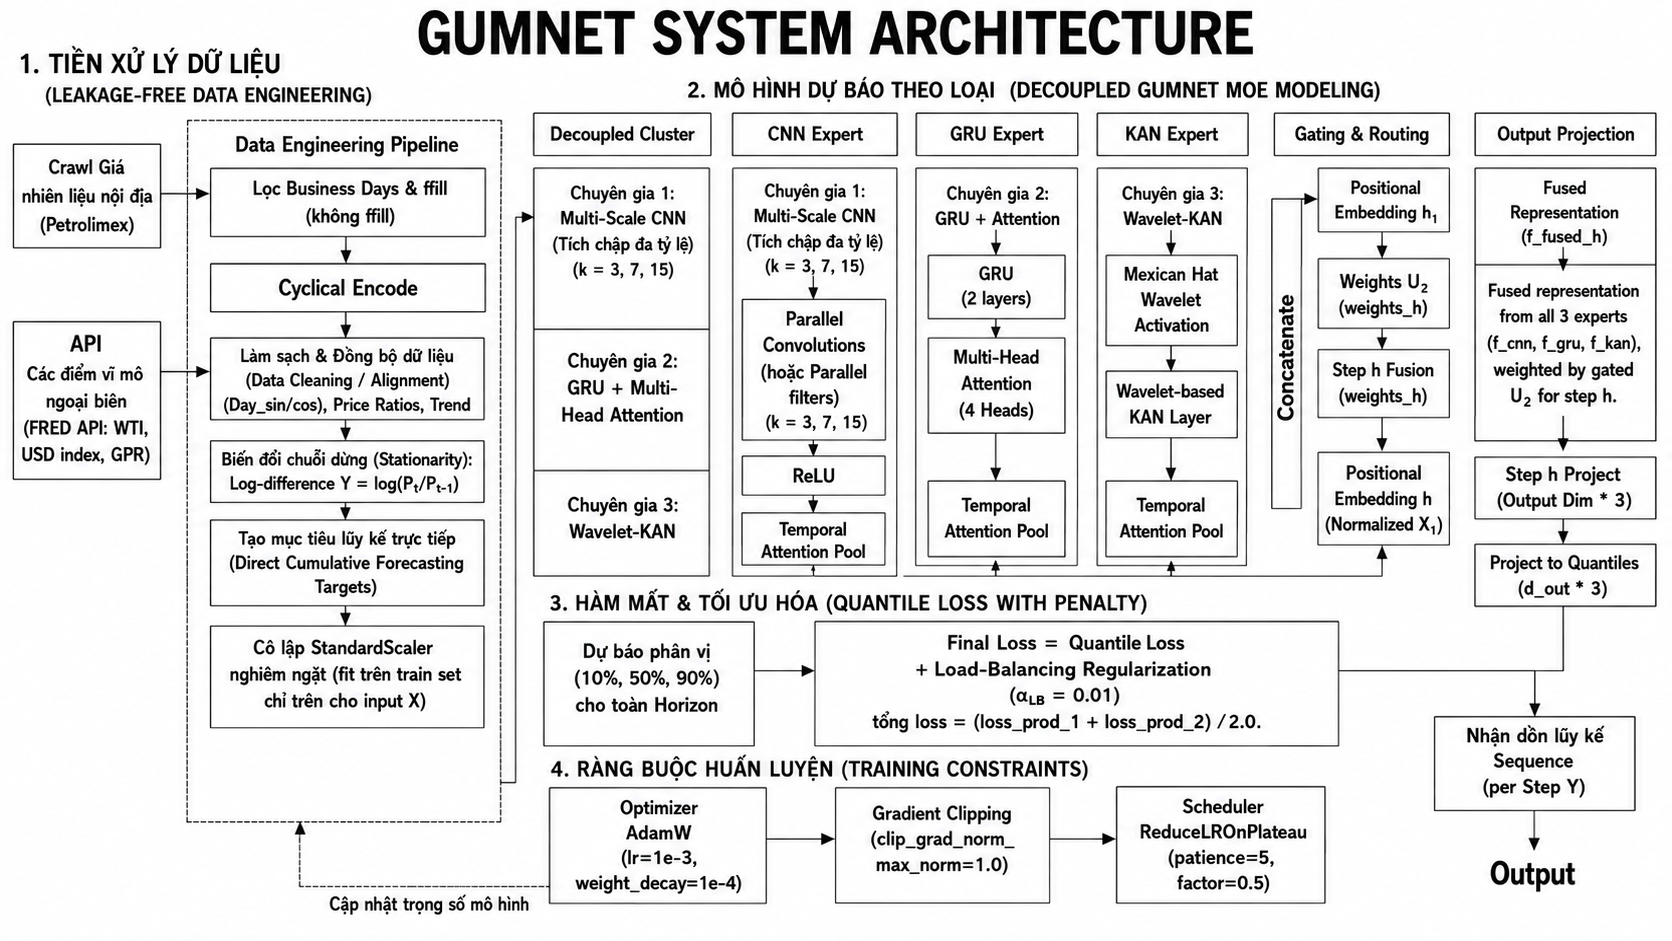 GUMNET SYSTEM ARCHITECTURE
1. TIỀN XỬ LÝ DỮ LIỆU
(LEAKAGE-FREE DATA ENGINEERING)
Crawl Giá
nhiên liệu nội địa
(Petrolimex)
API
Các điểm vĩ mô
ngoại biên
(FRED API: WTI,
USD index, GPR)
Data Engineering Pipeline
Lọc Business Days & ffill
(không ffill)
Cyclical Encode
Làm sạch & Đồng bộ dữ liệu
(Data Cleaning / Alignment)
(Day_sin/cos), Price Ratios, Trend
Biến đổi chuỗi dừng (Stationarity):
Log-difference Y = log(Pₜ/Pₜ₋₁)
Tạo mục tiêu lũy kế trực tiếp
(Direct Cumulative Forecasting
Targets)
Cô lập StandardScaler
nghiêm ngặt (fit trên train set
chỉ trên cho input X)
2. MÔ HÌNH DỰ BÁO THEO LOẠI (DECOUPLED GUMNET MOE MODELING)
Decoupled Cluster
Chuyên gia 1:
Multi-Scale CNN
(Tích chập đa tỷ lệ)
(k = 3, 7, 15)
Chuyên gia 2:
GRU + Multi-
Head Attention
Chuyên gia 3:
Wavelet-KAN
CNN Expert
Chuyên gia 1:
Multi-Scale CNN
(Tích chập đa tỷ lệ)
(k = 3, 7, 15)
Parallel
Convolutions
(hoặc Parallel
filters)
(k = 3, 7, 15)
ReLU
Temporal
Attention Pool
GRU Expert
Chuyên gia 2:
GRU + Attention
GRU
(2 layers)
Multi-Head
Attention
(4 Heads)
Temporal
Attention Pool
KAN Expert
Chuyên gia 3:
Wavelet-KAN
Mexican Hat
Wavelet
Activation
Wavelet-based
KAN Layer
Temporal
Attention Pool
Gating & Routing
Concatenate
Positional
Embedding h₁
Weights U₂
(weights_h)
Step h Fusion
(weights_h)
Positional
Embedding h
(Normalized X₁)
Output Projection
Fused
Representation
(f_fused_h)
Fused representation
from all 3 experts
(f_cnn, f_gru, f_kan),
weighted by gated
U₂ for step h.
Step h Project
(Output Dim * 3)
Project to Quantiles
(d_out * 3)
3. HÀM MẤT & TỐI ƯU HÓA (QUANTILE LOSS WITH PENALTY)
Dự báo phân vị
(10%, 50%, 90%)
cho toàn Horizon
Final Loss = Quantile Loss
+ Load-Balancing Regularization
(α_LB = 0.01)
tổng loss = (loss_prod_1 + loss_prod_2) / 2.0.
Nhận dồn lũy kế
Sequence
(per Step Y)
Output
4. RÀNG BUỘC HUẤN LUYỆN (TRAINING CONSTRAINTS)
Optimizer
AdamW
(lr=1e-3,
weight_decay=1e-4)
Gradient Clipping
(clip_grad_norm_
max_norm=1.0)
Scheduler
ReduceLROnPlateau
(patience=5,
factor=0.5)
Cập nhật trọng số mô hình